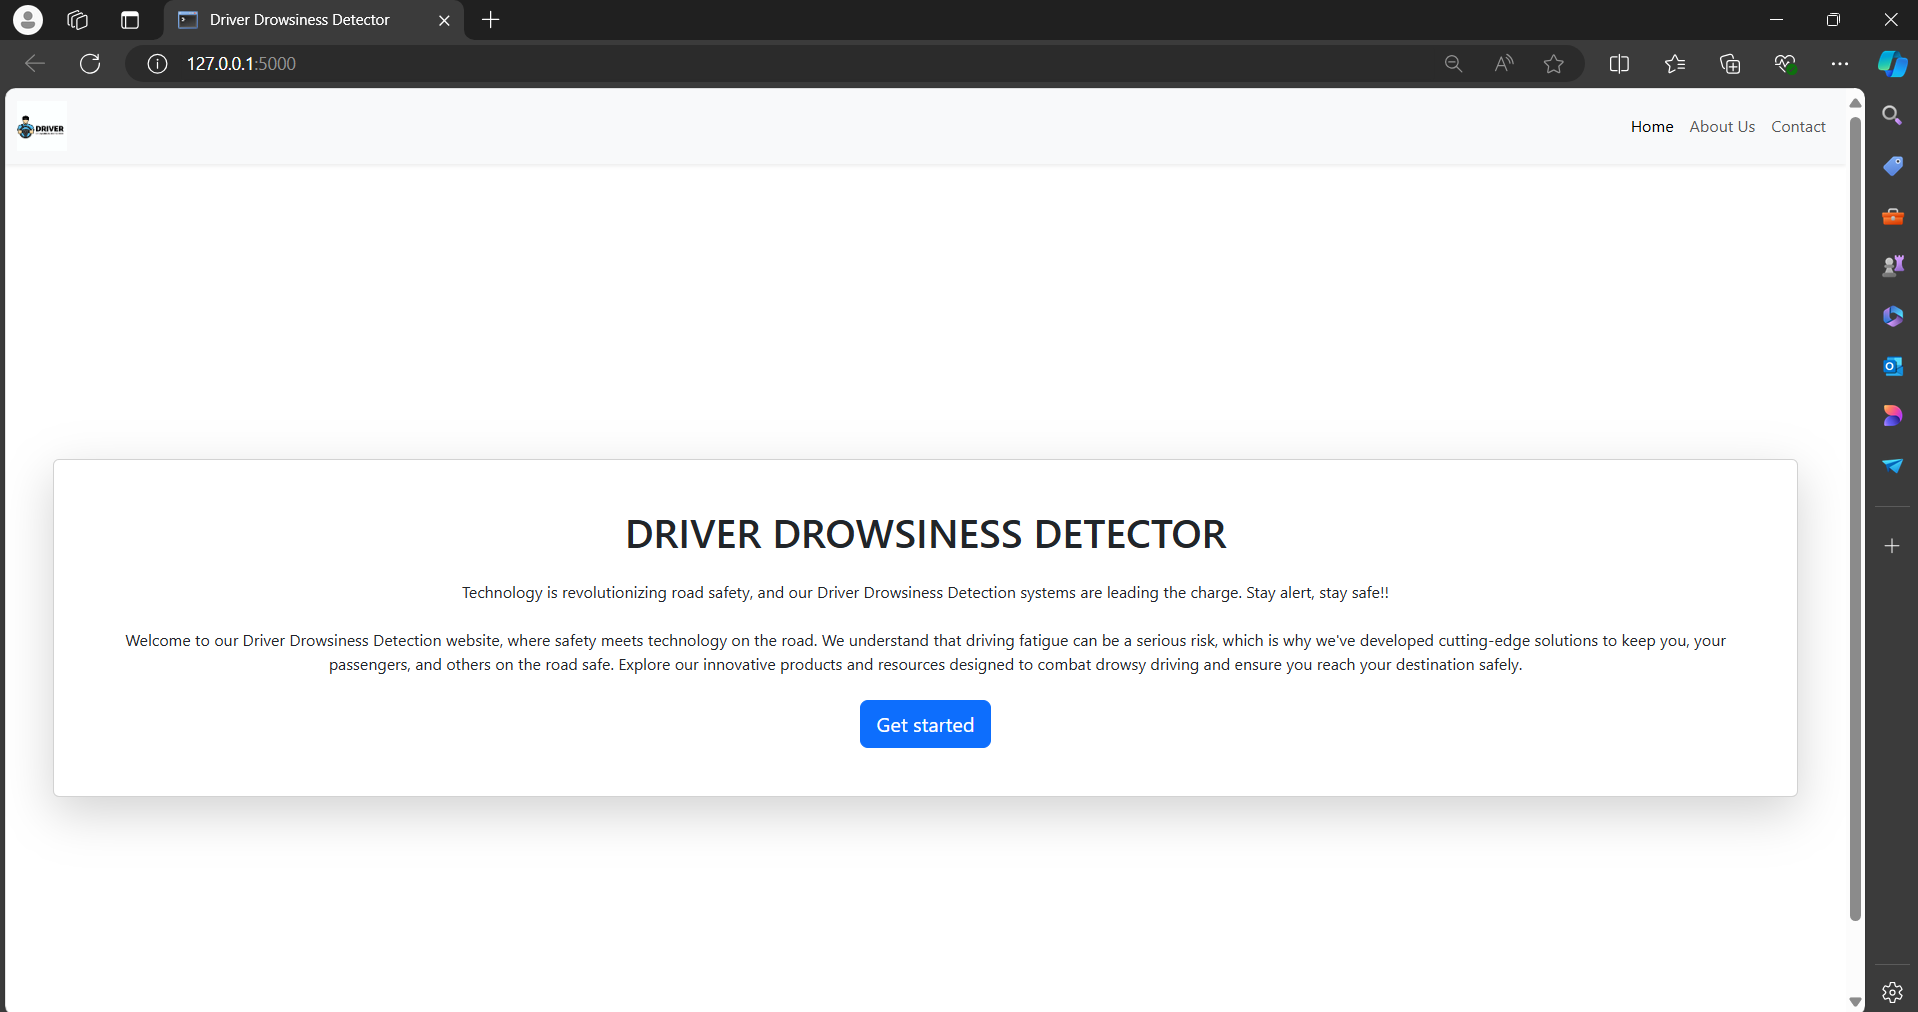 Driver Drowsiness Detector
127.0.0.1:5000
DRIVER
Home About Us Contact
DRIVER DROWSINESS DETECTOR
Technology is revolutionizing road safety, and our Driver Drowsiness Detection systems are leading the charge. Stay alert, stay safe!!
Welcome to our Driver Drowsiness Detection website, where safety meets technology on the road. We understand that driving fatigue can be a serious risk, which is why we've developed cutting-edge solutions to keep you, your
passengers, and others on the road safe. Explore our innovative products and resources designed to combat drowsy driving and ensure you reach your destination safely.
Get started